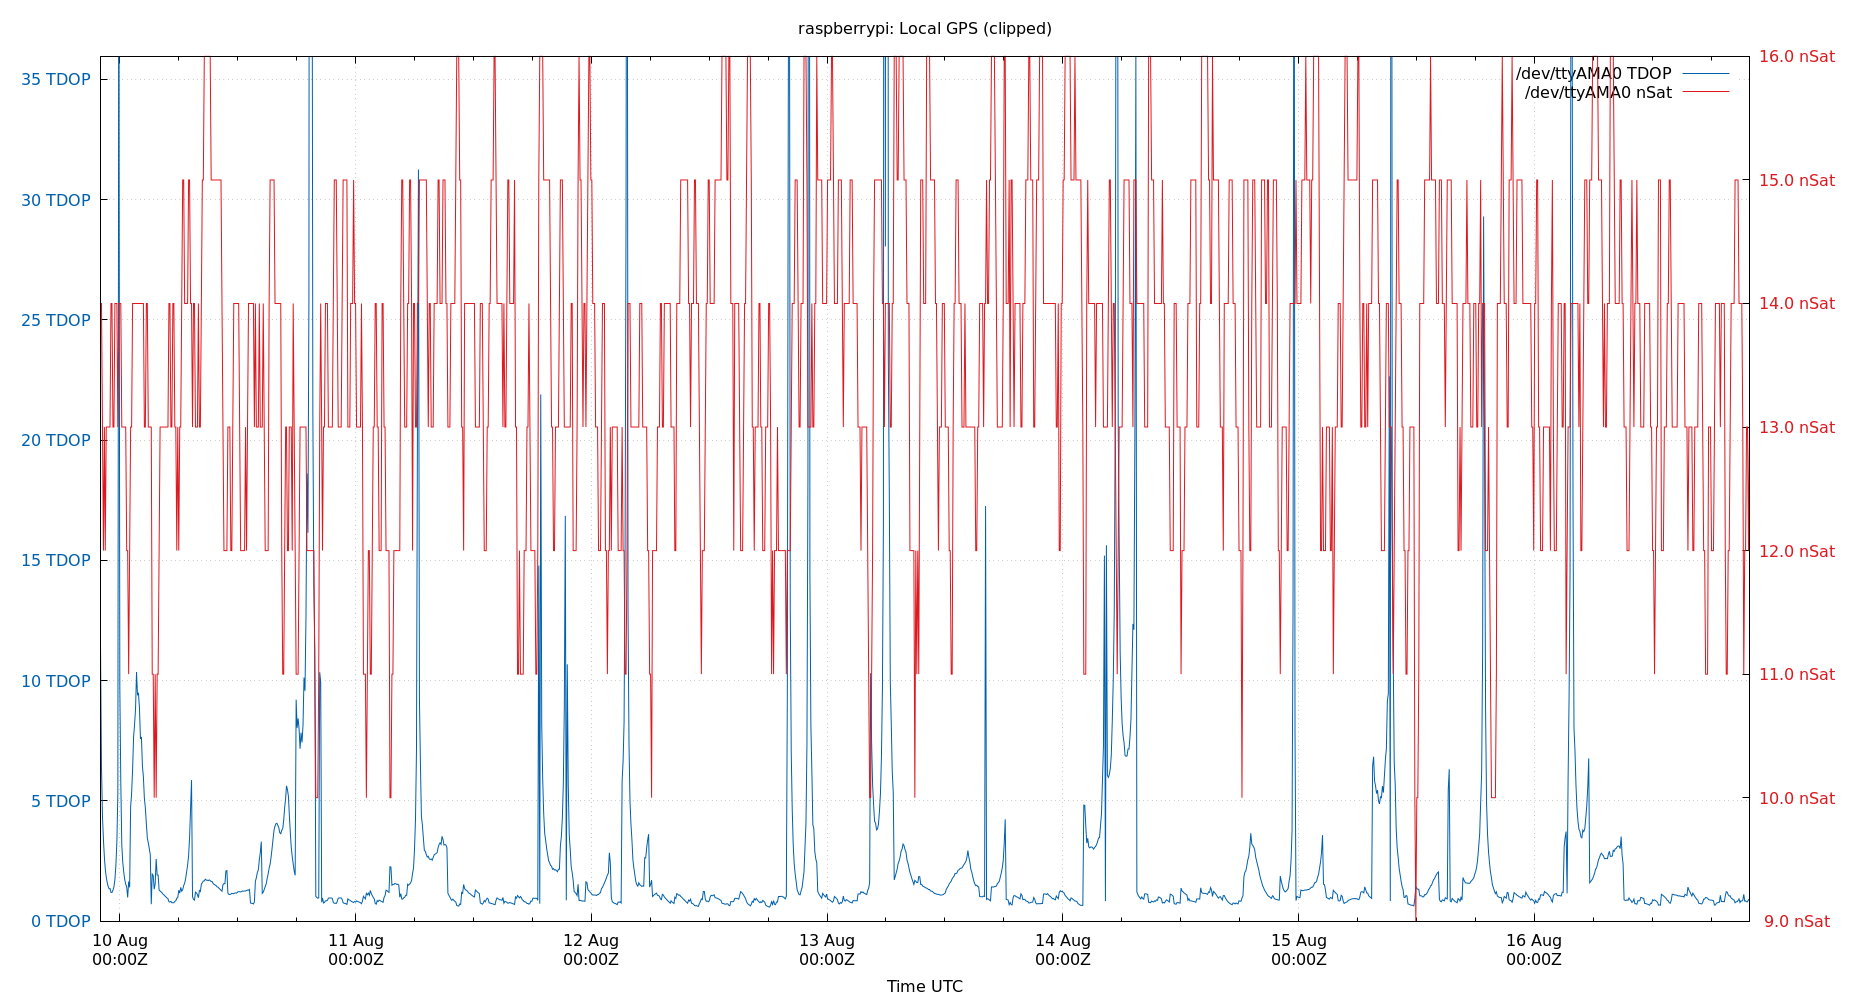 raspberrypi: Local GPS (clipped)
35 TDOP
30 TDOP
25 TDOP
20 TDOP
15 TDOP
10 TDOP
5 TDOP
0 TDOP
16.0 nSat
15.0 nSat
14.0 nSat
13.0 nSat
12.0 nSat
11.0 nSat
10.0 nSat
9.0 nSat
/dev/ttyAMA0 TDOP
/dev/ttyAMA0 nSat
10 Aug
00:00Z
11 Aug
00:00Z
12 Aug
00:00Z
13 Aug
00:00Z
14 Aug
00:00Z
15 Aug
00:00Z
16 Aug
00:00Z
Time UTC